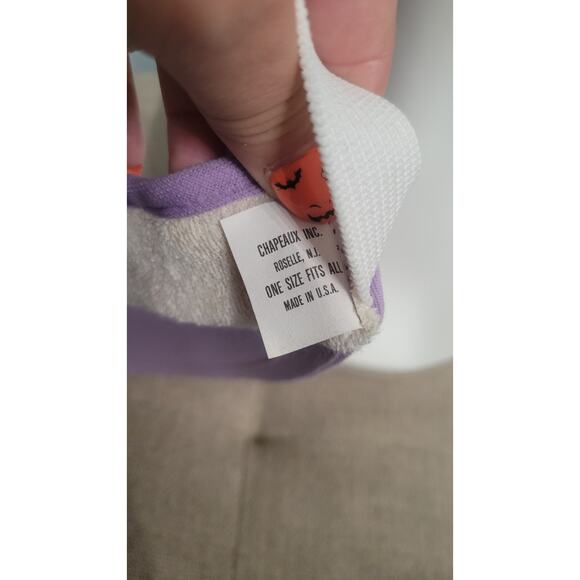 CHAPEAUX INC.
ROSELLE, N.J.
ONE SIZE FITS ALL
MADE IN U.S.A.